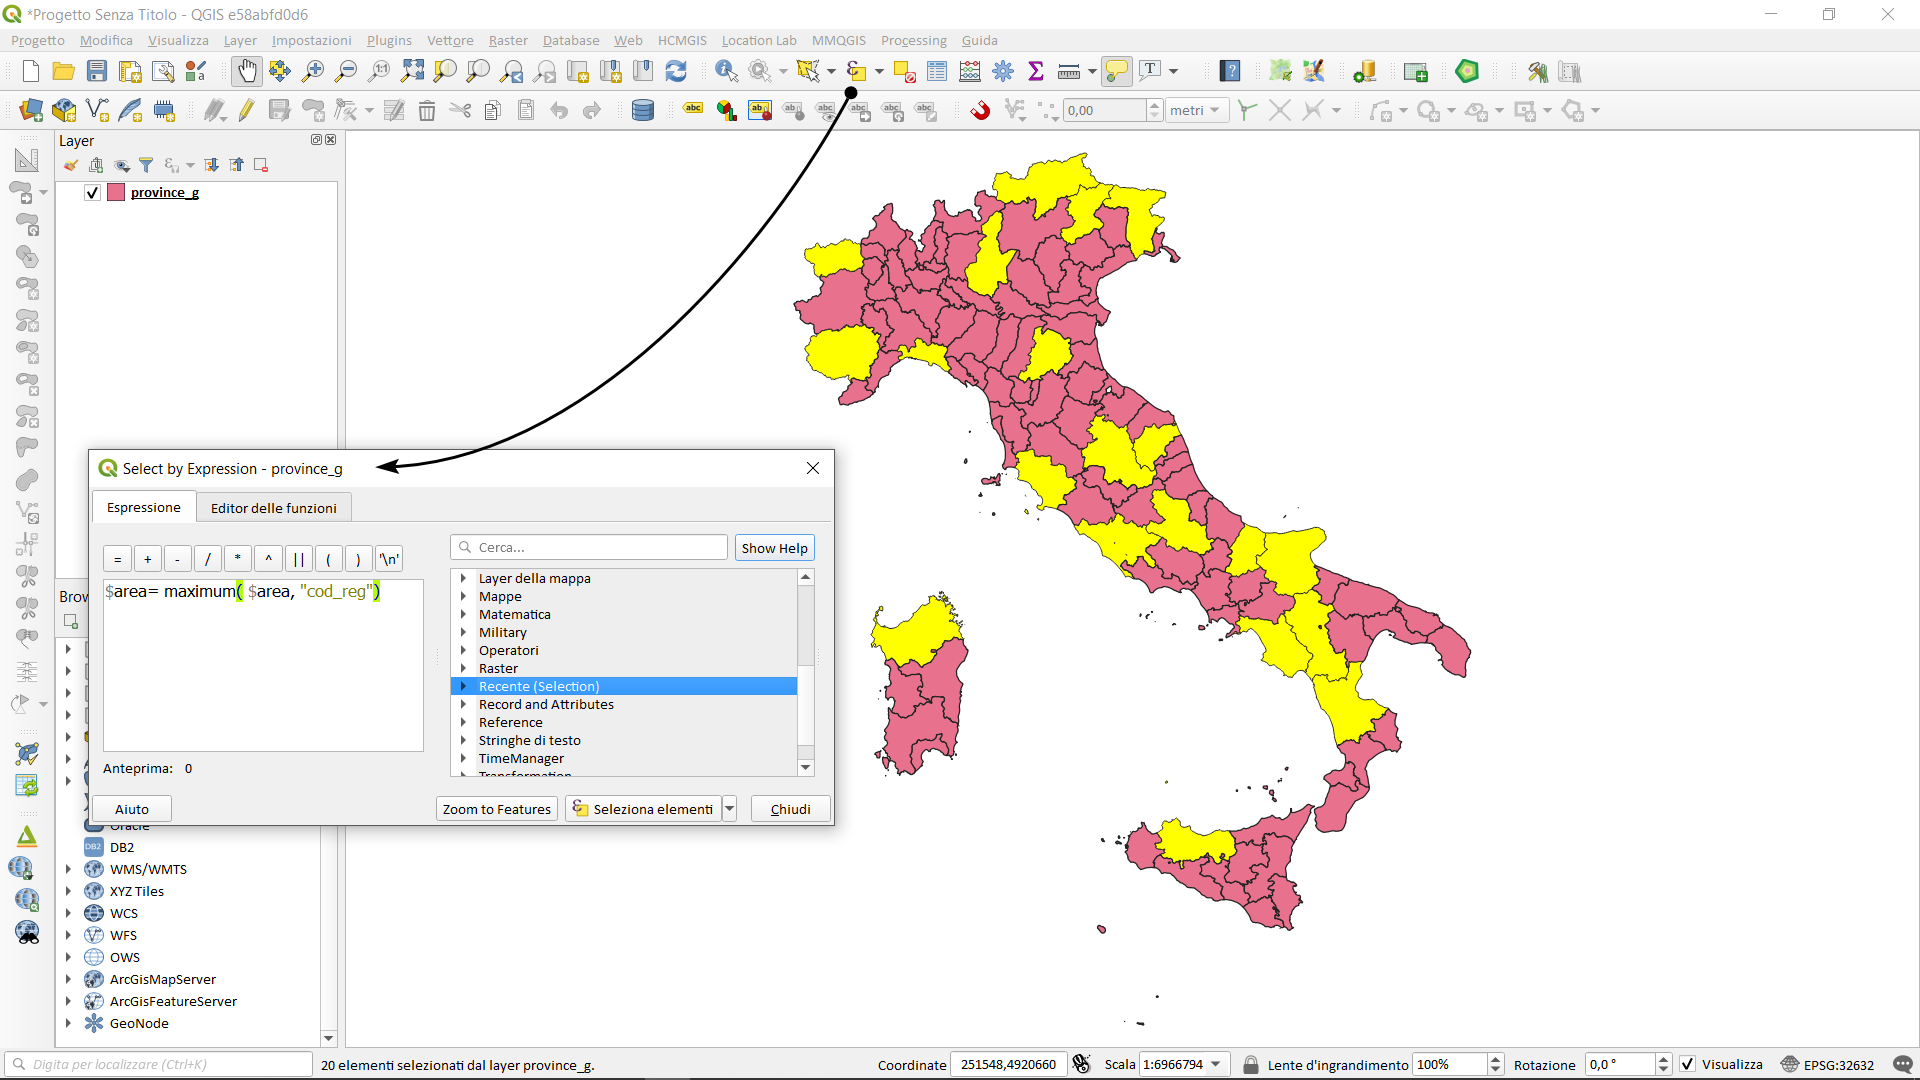 *Progetto Senza Titolo - QGIS e58abfd0d6
Progetto Modifica Visualizza Layer Impostazioni Plugins Vettore Raster Database Web HCMGIS Location Lab MMQGIS Processing Guida
0,00 metri
Layer
province_g
Select by Expression - province_g
Espressione Editor delle funzioni
= + - / * ^ || ( ) '\n'
Cerca... Show Help
$area= maximum( $area, "cod_reg")
Layer della mappa
Mappe
Matematica
Military
Operatori
Raster
Recente (Selection)
Record and Attributes
Reference
Stringhe di testo
TimeManager
Transformation
Anteprima: 0
Aiuto Zoom to Features Seleziona elementi Chiudi
Brow
Oracle
DB2
WMS/WMTS
XYZ Tiles
WCS
WFS
OWS
ArcGisMapServer
ArcGisFeatureServer
GeoNode
Digita per localizzare (Ctrl+K) 20 elementi selezionati dal layer province_g. Coordinate 251548,4920660 Scala 1:6966794 Lente d'ingrandimento 100% Rotazione 0,0 ° Visualizza EPSG:32632